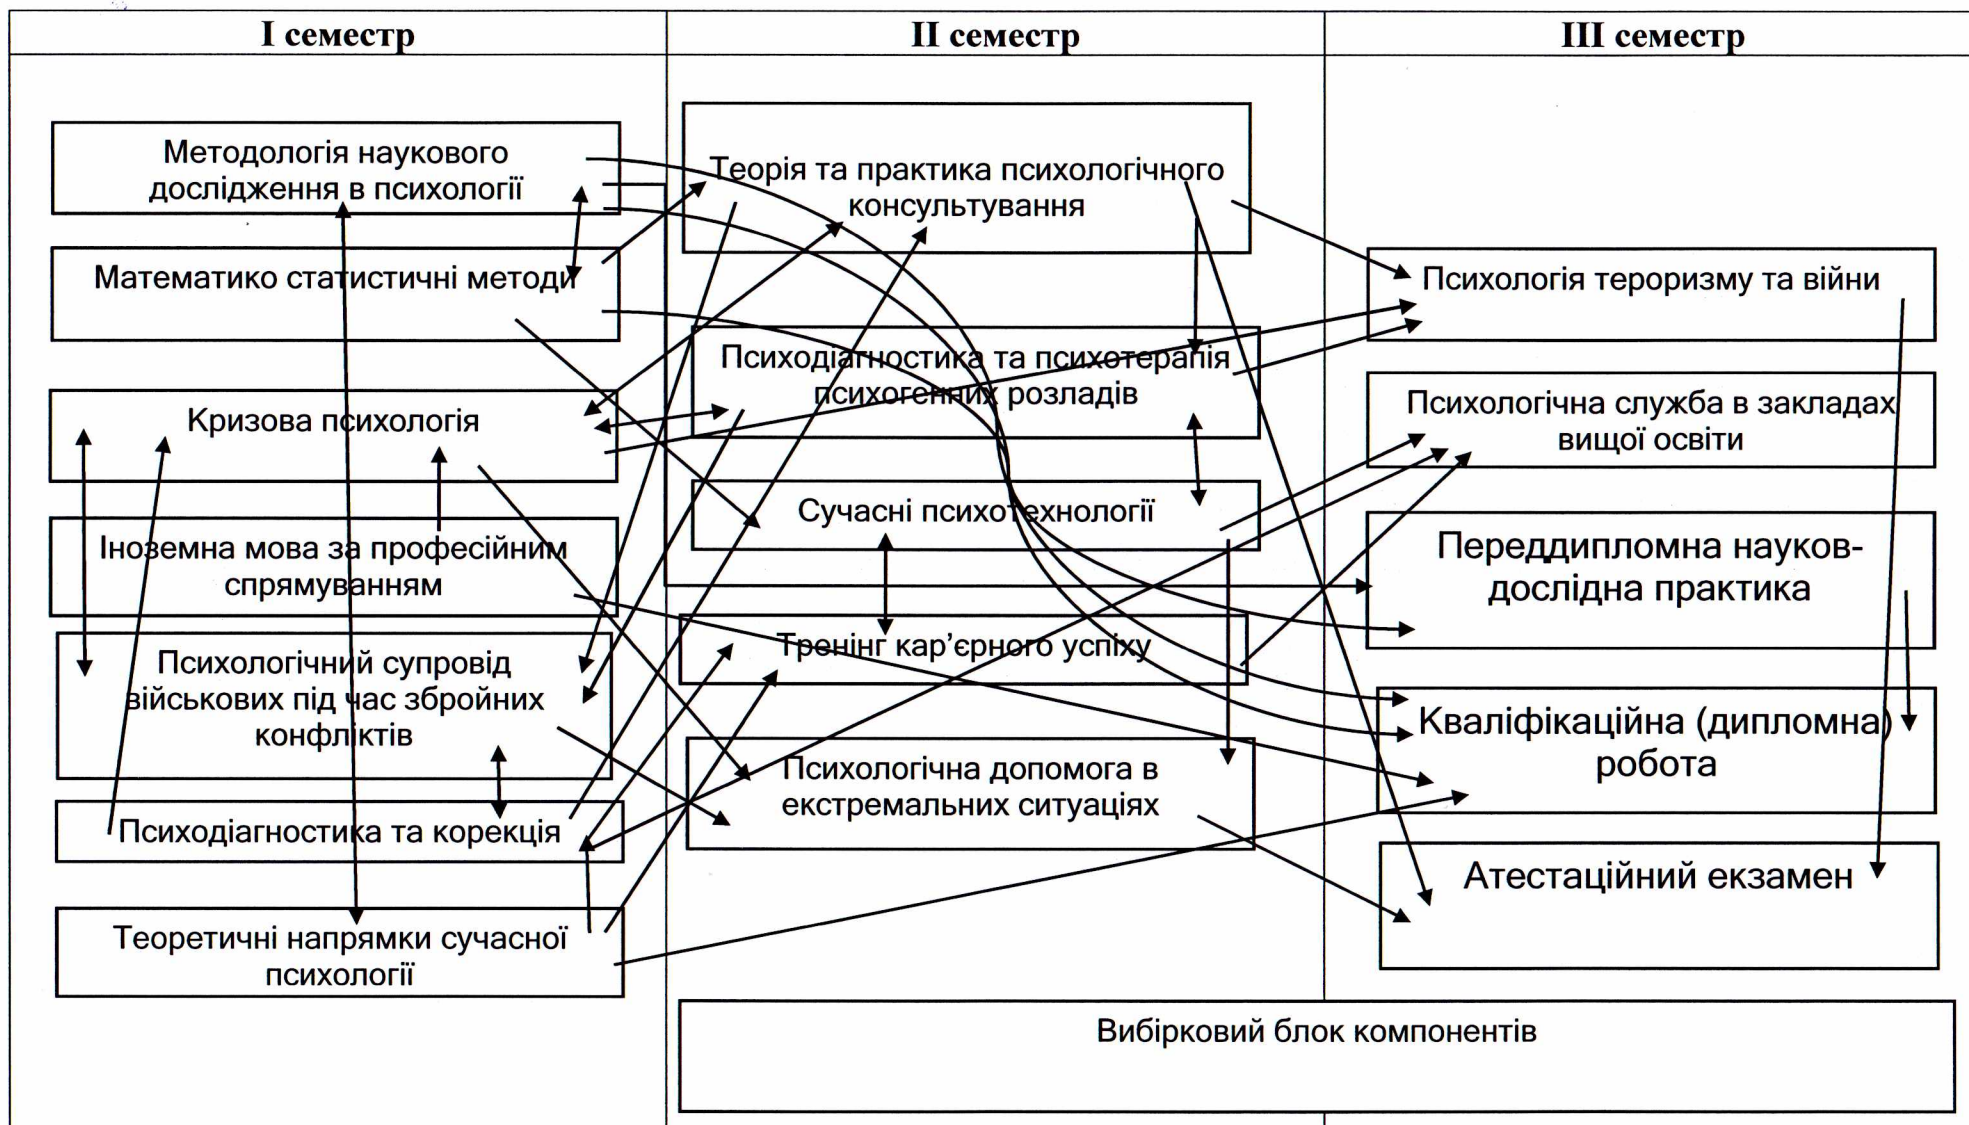 I семестр
II семестр
III семестр
Методологія наукового
дослідження в психології
Математико статистичні методи
Кризова психологія
Іноземна мова за професійним
спрямуванням
Психологічний супровід
військових під час збройних
конфліктів
Психодіагностика та корекція
Теоретичні напрямки сучасної
психології
Теорія та практика психологічного
консультування
Психодіагностика та психотерапія
психогенних розладів
Сучасні психотехнології
Тренінг кар’єрного успіху
Психологічна допомога в
екстремальних ситуаціях
Психологія тероризму та війни
Психологічна служба в закладах
вищої освіти
Переддипломна науков-
дослідна практика
Кваліфікаційна (дипломна)
робота
Атестаційний екзамен
Вибірковий блок компонентів